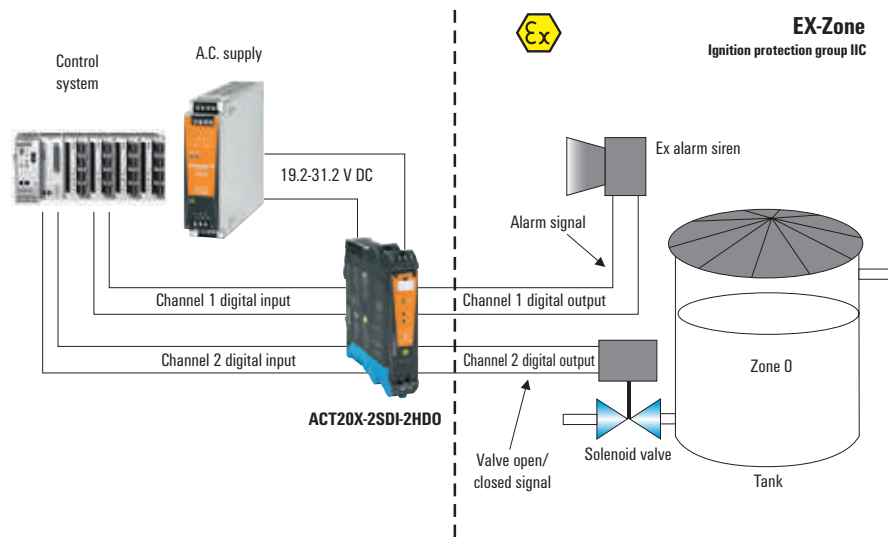 EX-Zone
Ignition protection group IIC
Ex
Control
system
A.C. supply
19.2-31.2 V DC
Ex alarm siren
Alarm signal
Channel 1 digital input
Channel 1 digital output
Channel 2 digital input
Channel 2 digital output
Zone 0
ACT20X-2SDI-2HDO
Valve open/
closed signal
Solenoid valve
Tank